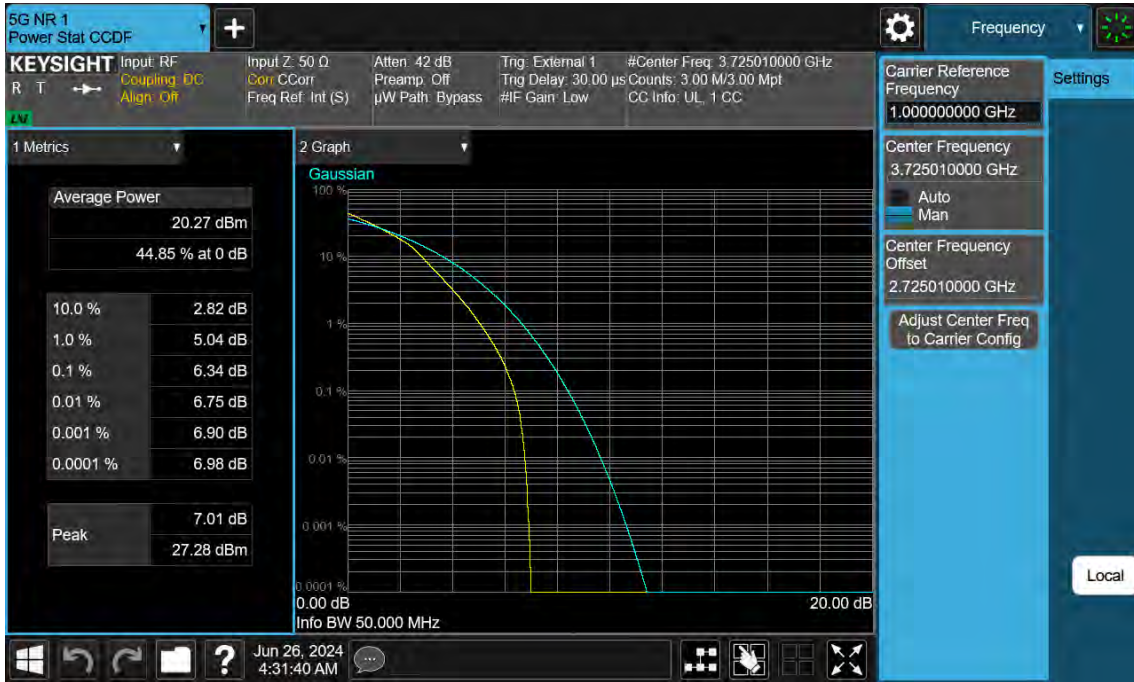 5G NR 1
Power Stat CCDF
+
Frequency
KEYSIGHT
R T
LNI
Input: RF
Coupling: DC
Align: Off
Input Z: 50 Ω
Corr CCorr
Freq Ref: Int (S)
Atten: 42 dB
Preamp: Off
µW Path: Bypass
Trig: External 1
Trig Delay: 30.00 µs
#IF Gain: Low
#Center Freq: 3.725010000 GHz
Counts: 3.00 M/3.00 Mpt
CC Info: UL, 1 CC
1 Metrics
Average Power
20.27 dBm
44.85 % at 0 dB
10.0 % 2.82 dB
1.0 % 5.04 dB
0.1 % 6.34 dB
0.01 % 6.75 dB
0.001 % 6.90 dB
0.0001 % 6.98 dB
Peak
7.01 dB
27.28 dBm
2 Graph
Gaussian
100 %
10 %
1 %
0.1 %
0.01 %
0.001 %
0.0001 %
0.00 dB 20.00 dB
Info BW 50.000 MHz
Carrier Reference
Frequency
1.000000000 GHz
Center Frequency
3.725010000 GHz
Auto
Man
Center Frequency
Offset
2.725010000 GHz
Adjust Center Freq
to Carrier Config
Settings
Local
?
Jun 26, 2024
4:31:40 AM